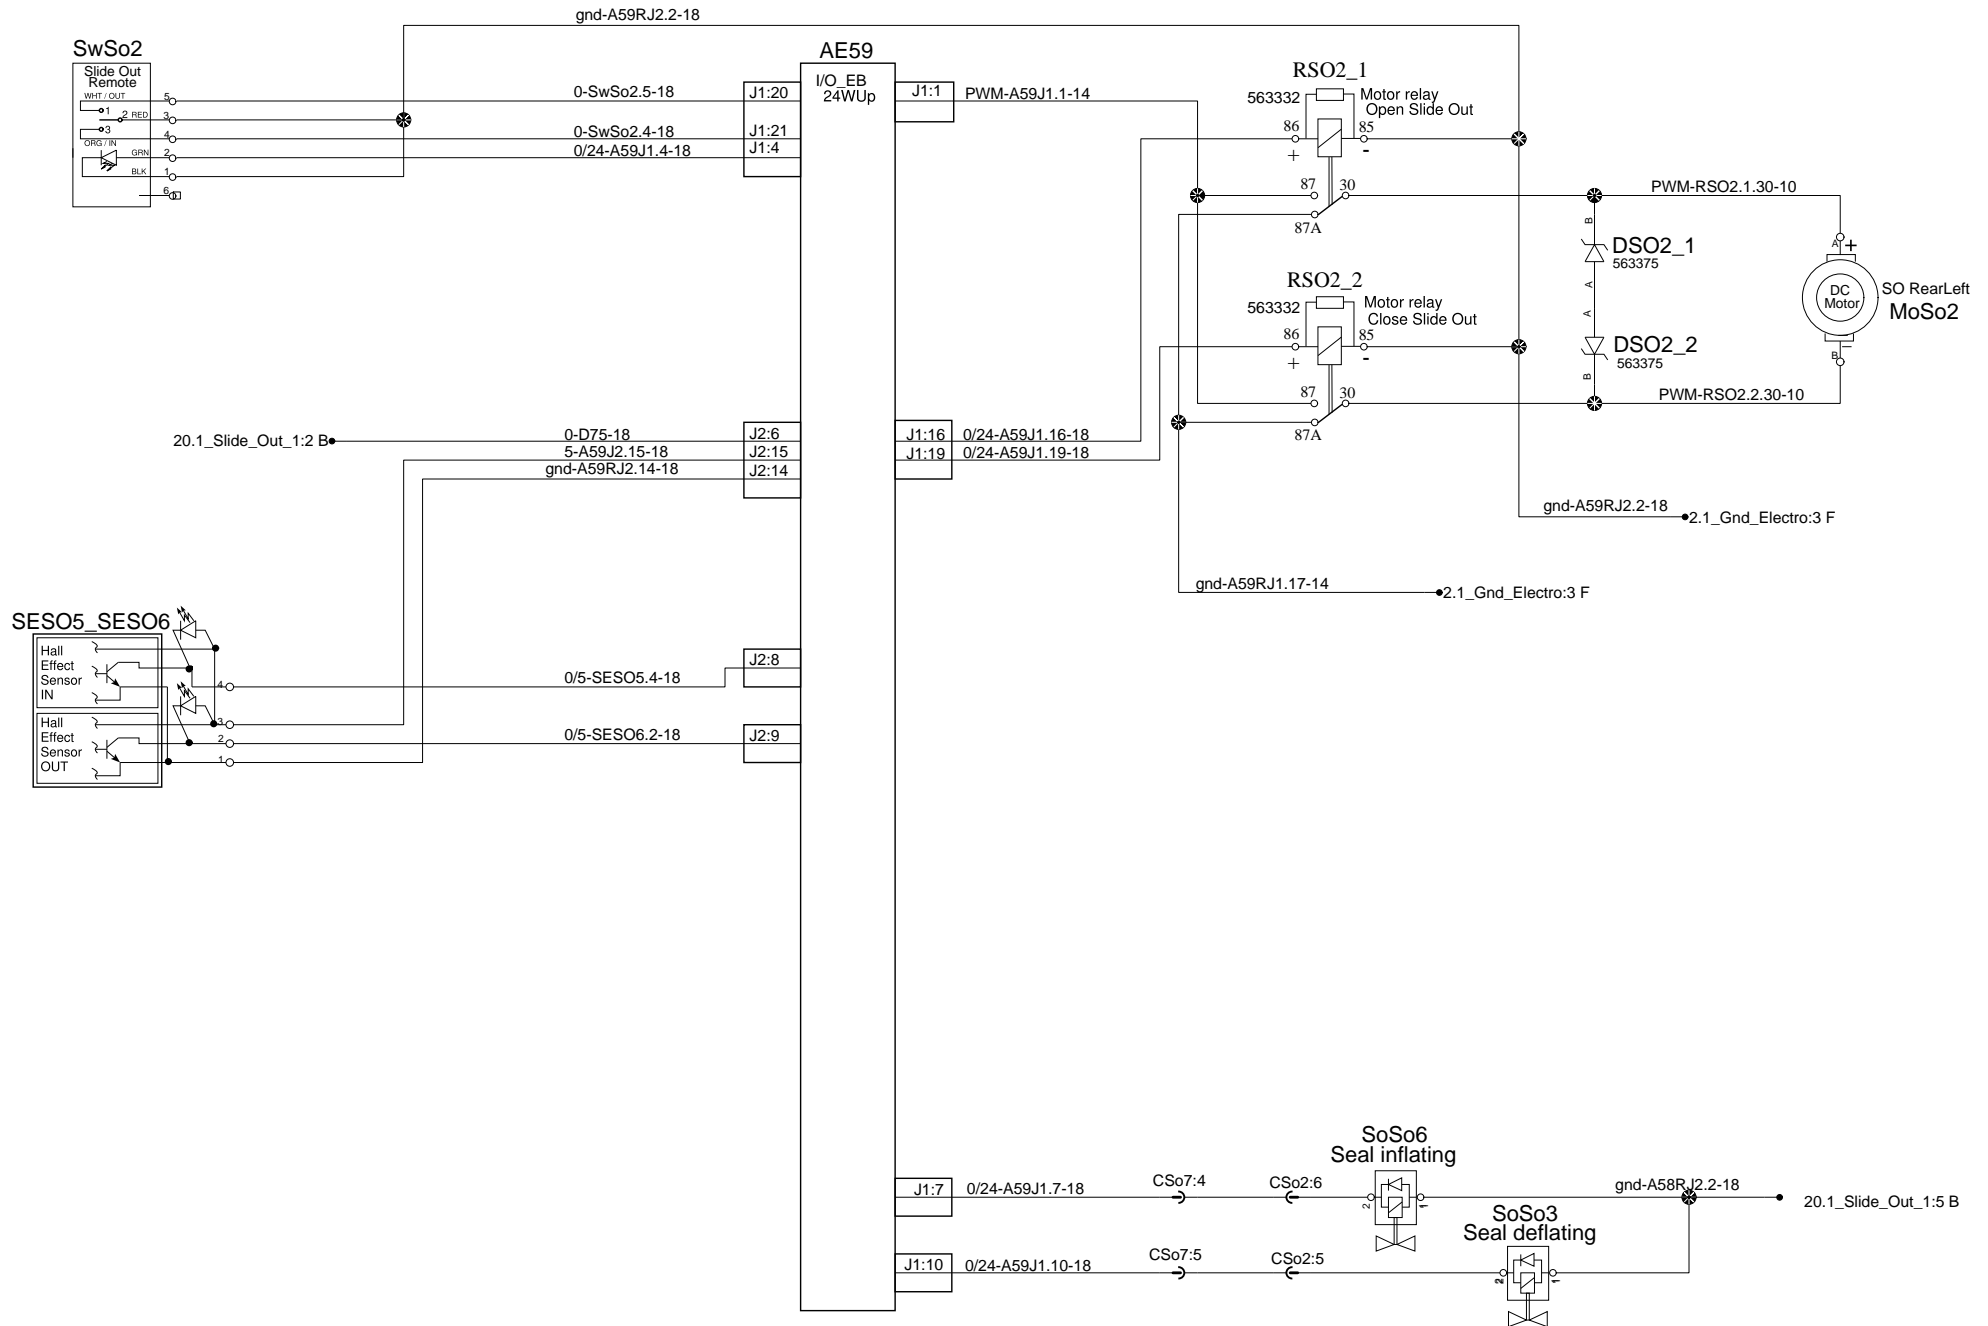 gnd-A59RJ2.2-18
SwSo2
Slide Out
Remote
WHT / OUT
1
2 RED
3
ORG / IN
GRN
BLK
5
3
4
2
1
6
0-SwSo2.5-18
0-SwSo2.4-18
0/24-A59J1.4-18
J1:20
J1:21
J1:4
AE59
I/O_EB
24WUp
J1:1
PWM-A59J1.1-14
RSO2_1
563332
Motor relay
Open Slide Out
86
85
+
-
87
30
87A
PWM-RSO2.1.30-10
B
DSO2_1
563375
A
A
DSO2_2
563375
B
A
+
DC
Motor
SO RearLeft
MoSo2
–
B
RSO2_2
563332
Motor relay
Close Slide Out
86
85
+
-
87
30
87A
PWM-RSO2.2.30-10
20.1_Slide_Out_1:2 B
0-D75-18
5-A59J2.15-18
gnd-A59RJ2.14-18
J2:6
J2:15
J2:14
J1:16
J1:19
0/24-A59J1.16-18
0/24-A59J1.19-18
gnd-A59RJ2.2-18
2.1_Gnd_Electro:3 F
gnd-A59RJ1.17-14
2.1_Gnd_Electro:3 F
SESO5_SESO6
Hall
Effect
Sensor
IN
Hall
Effect
Sensor
OUT
4
3
2
1
0/5-SESO5.4-18
J2:8
0/5-SESO6.2-18
J2:9
SoSo6
Seal inflating
J1:7
0/24-A59J1.7-18
CSo7:4
CSo2:6
2
1
gnd-A58RJ2.2-18
20.1_Slide_Out_1:5 B
SoSo3
Seal deflating
J1:10
0/24-A59J1.10-18
CSo7:5
CSo2:5
2
1